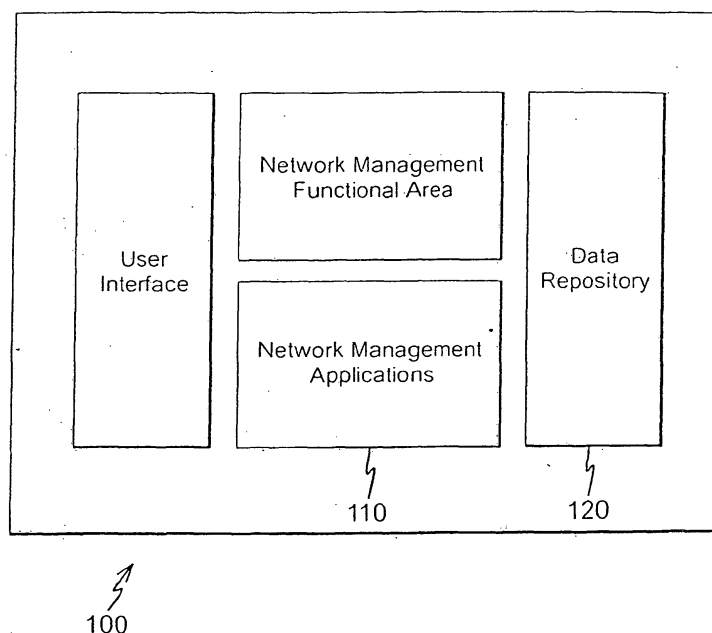 Network Management
Functional Area
User
Interface
Data
Repository
Network Management
Applications
110
120
100